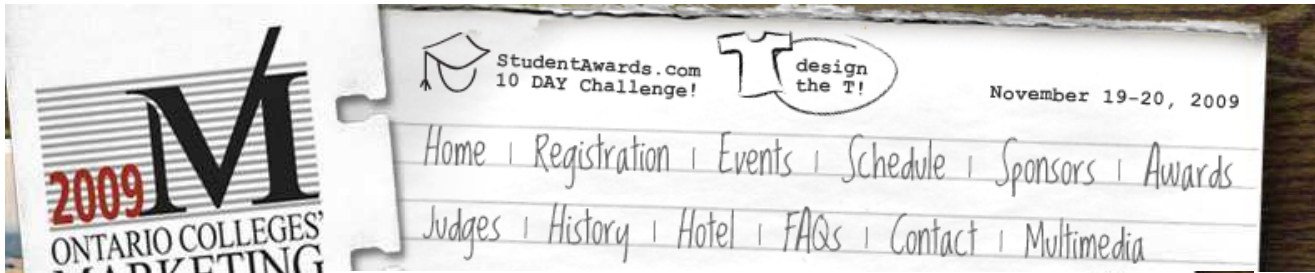 2009
ONTARIO COLLEGES'
MARKETING
StudentAwards.com
10 DAY Challenge!
design
the T!
November 19-20, 2009
Home | Registration | Events | Schedule | Sponsors | Awards
Judges | History | Hotel | FAQs | Contact | Multimedia